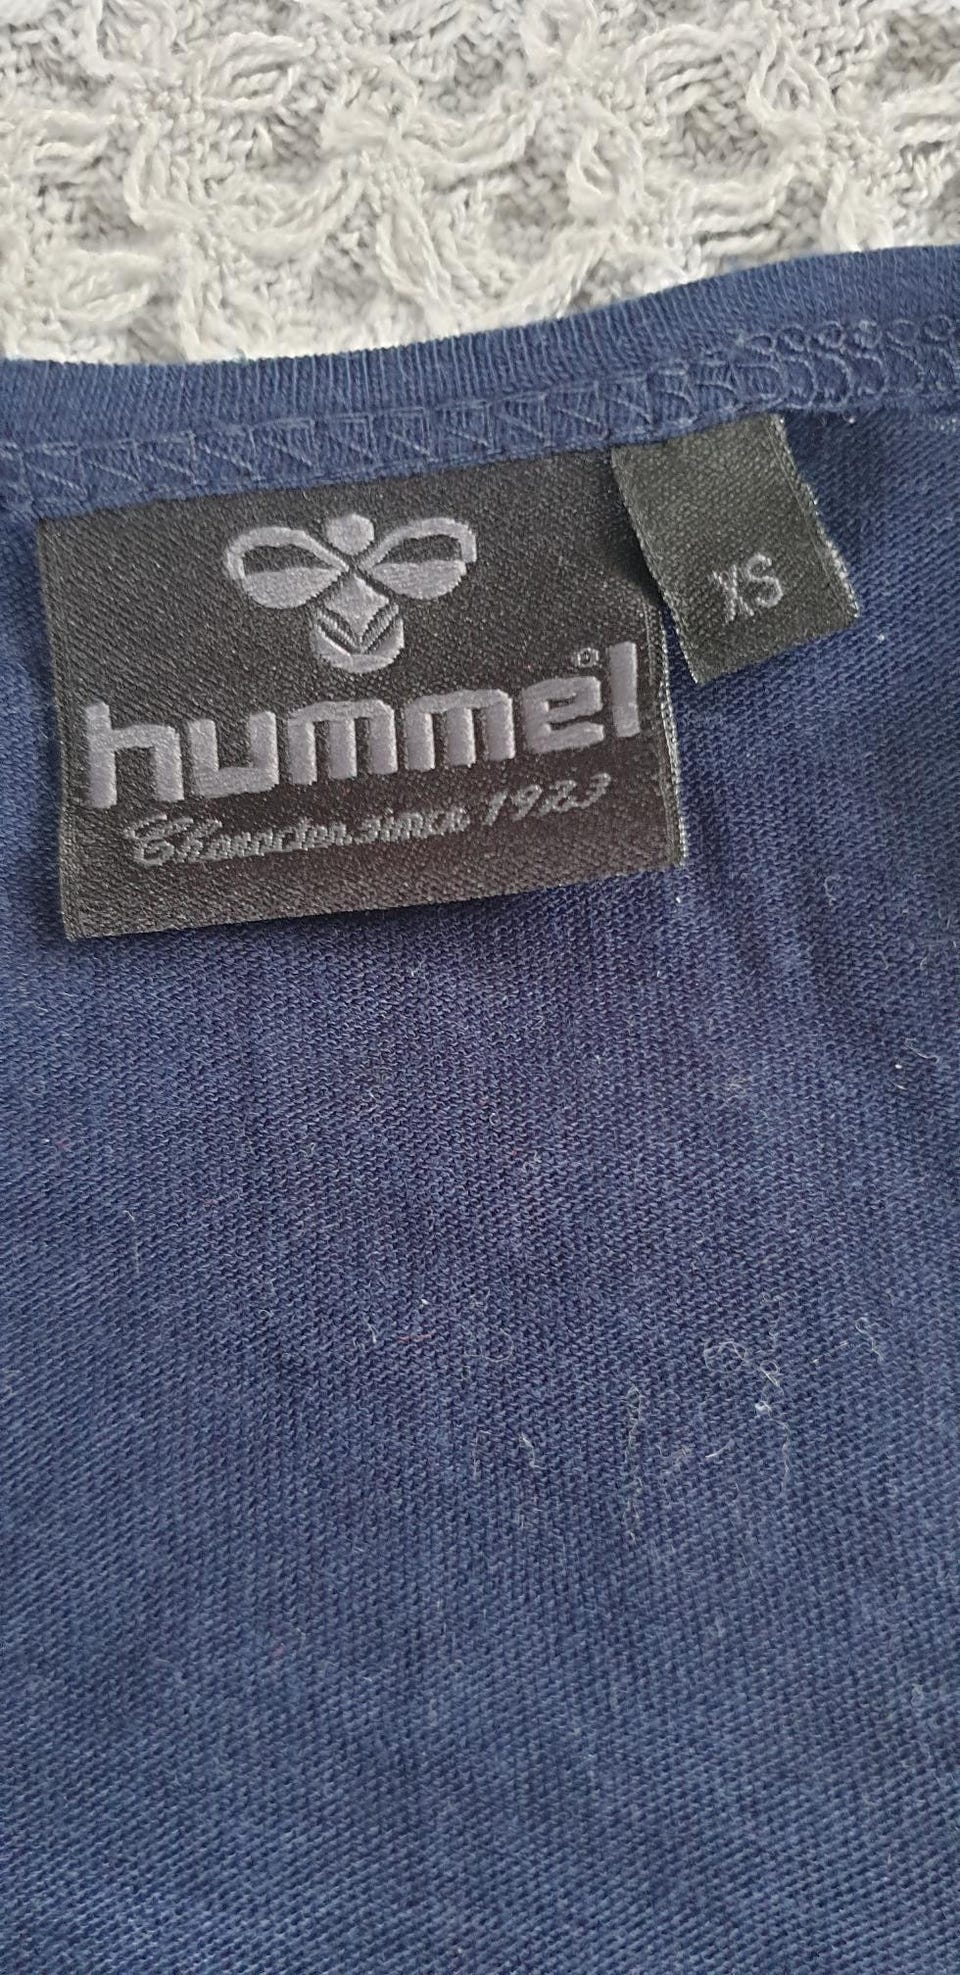 hummel®
Character since 1923
XS